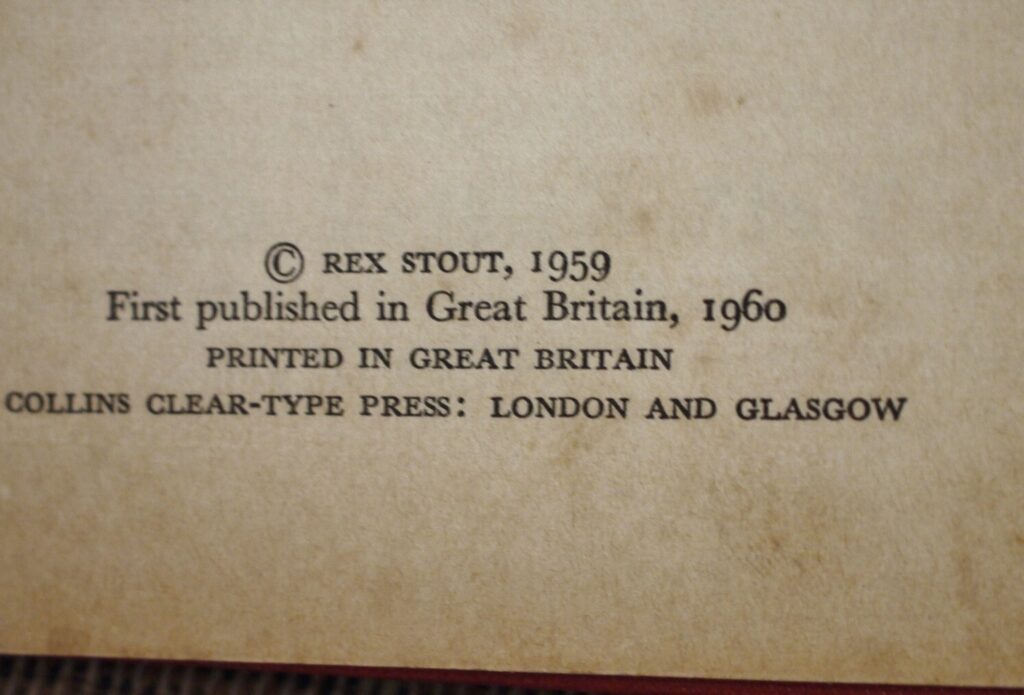 © REX STOUT, 1959
First published in Great Britain, 1960
PRINTED IN GREAT BRITAIN
COLLINS CLEAR-TYPE PRESS: LONDON AND GLASGOW